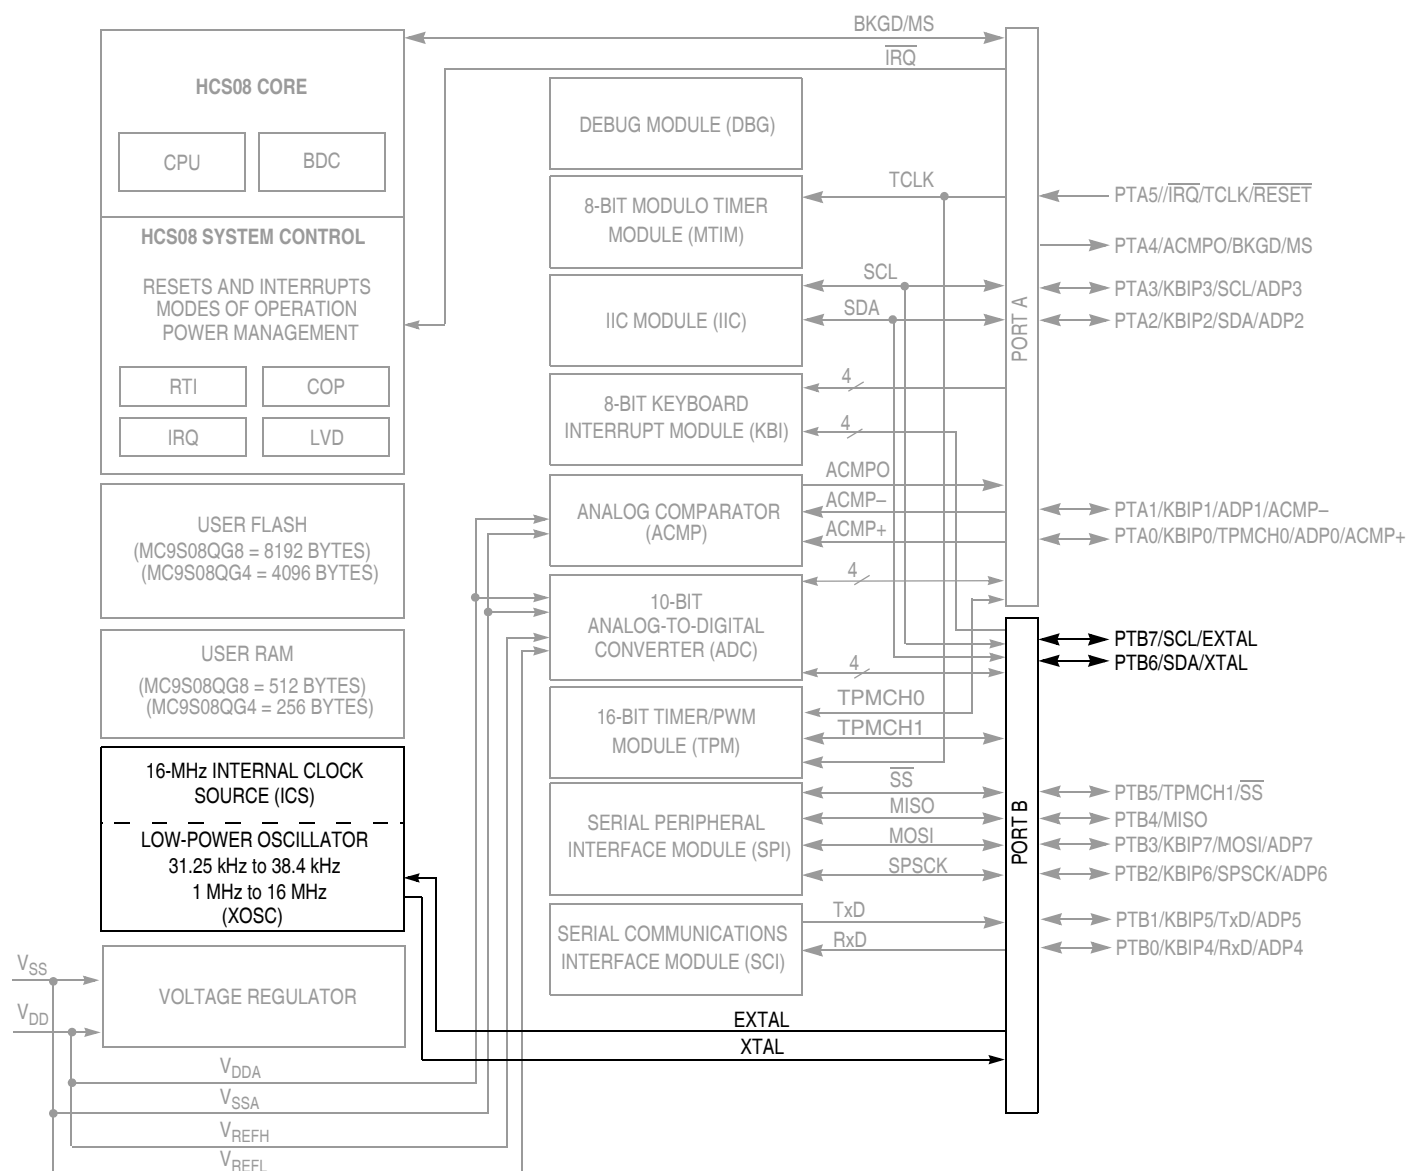 BKGD/MS
IRQ
HCS08 CORE
CPU
BDC
HCS08 SYSTEM CONTROL
RESETS AND INTERRUPTS
MODES OF OPERATION
POWER MANAGEMENT
RTI
COP
IRQ
LVD
USER FLASH
(MC9S08QG8 = 8192 BYTES)
(MC9S08QG4 = 4096 BYTES)
USER RAM
(MC9S08QG8 = 512 BYTES)
(MC9S08QG4 = 256 BYTES)
16-MHz INTERNAL CLOCK
SOURCE (ICS)
LOW-POWER OSCILLATOR
31.25 kHz to 38.4 kHz
1 MHz to 16 MHz
(XOSC)
VSS
VDD
VOLTAGE REGULATOR
VDDA
VSSA
VREFH
VREFL
DEBUG MODULE (DBG)
8-BIT MODULO TIMER
MODULE (MTIM)
IIC MODULE (IIC)
8-BIT KEYBOARD
INTERRUPT MODULE (KBI)
ANALOG COMPARATOR
(ACMP)
10-BIT
ANALOG-TO-DIGITAL
CONVERTER (ADC)
16-BIT TIMER/PWM
MODULE (TPM)
SERIAL PERIPHERAL
INTERFACE MODULE (SPI)
SERIAL COMMUNICATIONS
INTERFACE MODULE (SCI)
TCLK
SCL
SDA
4
4
ACMPO
ACMP–
ACMP+
4
4
TPMCH0
TPMCH1
SS
MISO
MOSI
SPSCK
TxD
RxD
EXTAL
XTAL
PORT A
PORT B
PTA5//IRQ/TCLK/RESET
PTA4/ACMPO/BKGD/MS
PTA3/KBIP3/SCL/ADP3
PTA2/KBIP2/SDA/ADP2
PTA1/KBIP1/ADP1/ACMP–
PTA0/KBIP0/TPMCH0/ADP0/ACMP+
PTB7/SCL/EXTAL
PTB6/SDA/XTAL
PTB5/TPMCH1/SS
PTB4/MISO
PTB3/KBIP7/MOSI/ADP7
PTB2/KBIP6/SPSCK/ADP6
PTB1/KBIP5/TxD/ADP5
PTB0/KBIP4/RxD/ADP4